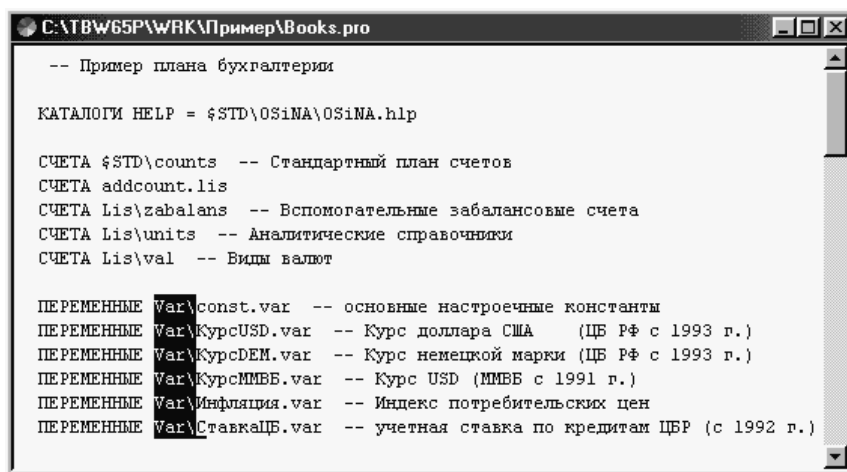 C:\TBW65P\WRK\Пример\Books.pro
-- Пример плана бухгалтерии
КАТАЛОГИ HELP = $STD\OSiNA\OSiNA.hlp
СЧЕТА $STD\counts -- Стандартный план счетов
СЧЕТА addcount.lis
СЧЕТА Lis\zabalans -- Вспомогательные забалансовые счета
СЧЕТА Lis\units -- Аналитические справочники
СЧЕТА Lis\val -- Виды валют
ПЕРЕМЕННЫЕ Var\const.var -- основные настроечные константы
ПЕРЕМЕННЫЕ Var\КурсUSD.var -- Курс доллара США (ЦБ РФ с 1993 г.)
ПЕРЕМЕННЫЕ Var\КурсDEM.var -- Курс немецкой марки (ЦБ РФ с 1993 г.)
ПЕРЕМЕННЫЕ Var\КурсММВБ.var -- Курс USD (ММВБ с 1991 г.)
ПЕРЕМЕННЫЕ Var\Инфляция.var -- Индекс потребительских цен
ПЕРЕМЕННЫЕ Var\СтавкаЦБ.var -- учетная ставка по кредитам ЦБР (с 1992 г.)